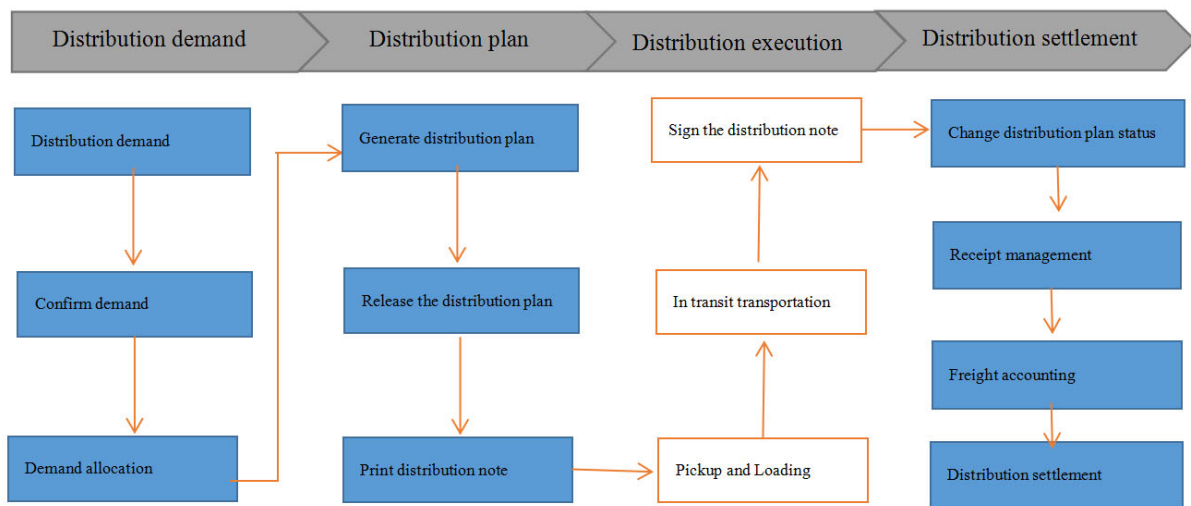 Distribution demand
Distribution plan
Distribution execution
Distribution settlement
Distribution demand
Confirm demand
Demand allocation
Generate distribution plan
Release the distribution plan
Print distribution note
Sign the distribution note
In transit transportation
Pickup and Loading
Change distribution plan status
Receipt management
Freight accounting
Distribution settlement